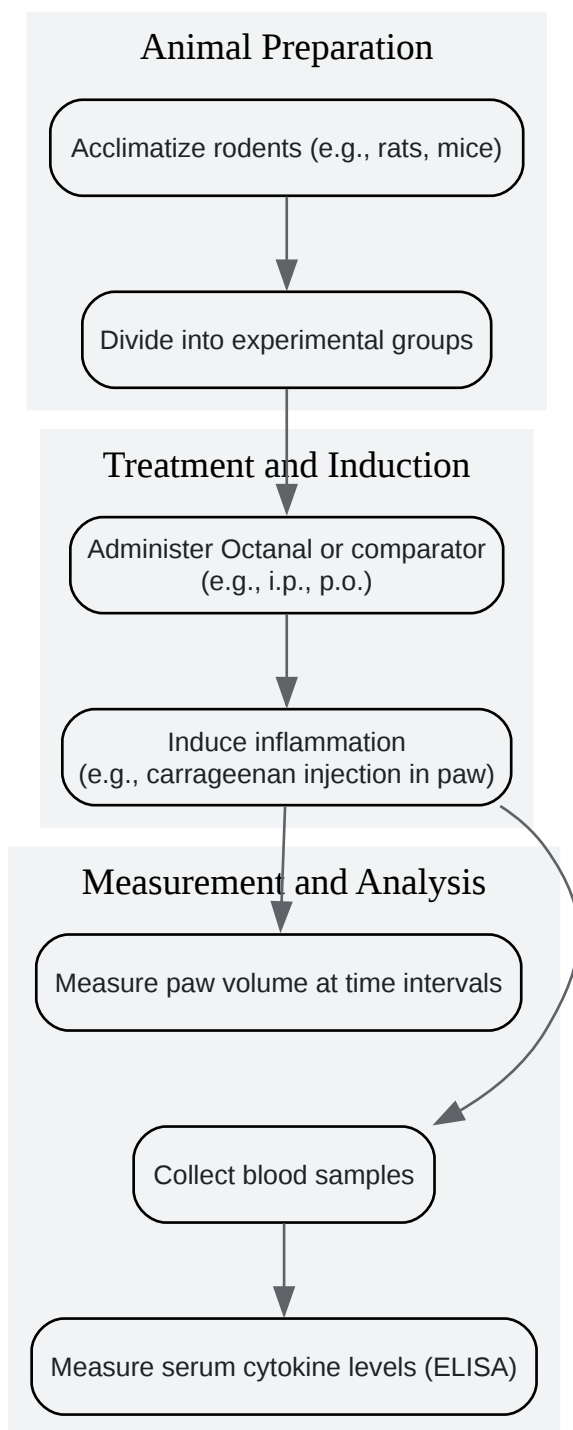 Animal Preparation
Acclimatize rodents (e.g., rats, mice)
Divide into experimental groups
Treatment and Induction
Administer Octanal or comparator
(e.g., i.p., p.o.)
Induce inflammation
(e.g., carrageenan injection in paw)
Measurement and Analysis
Measure paw volume at time intervals
Collect blood samples
Measure serum cytokine levels (ELISA)